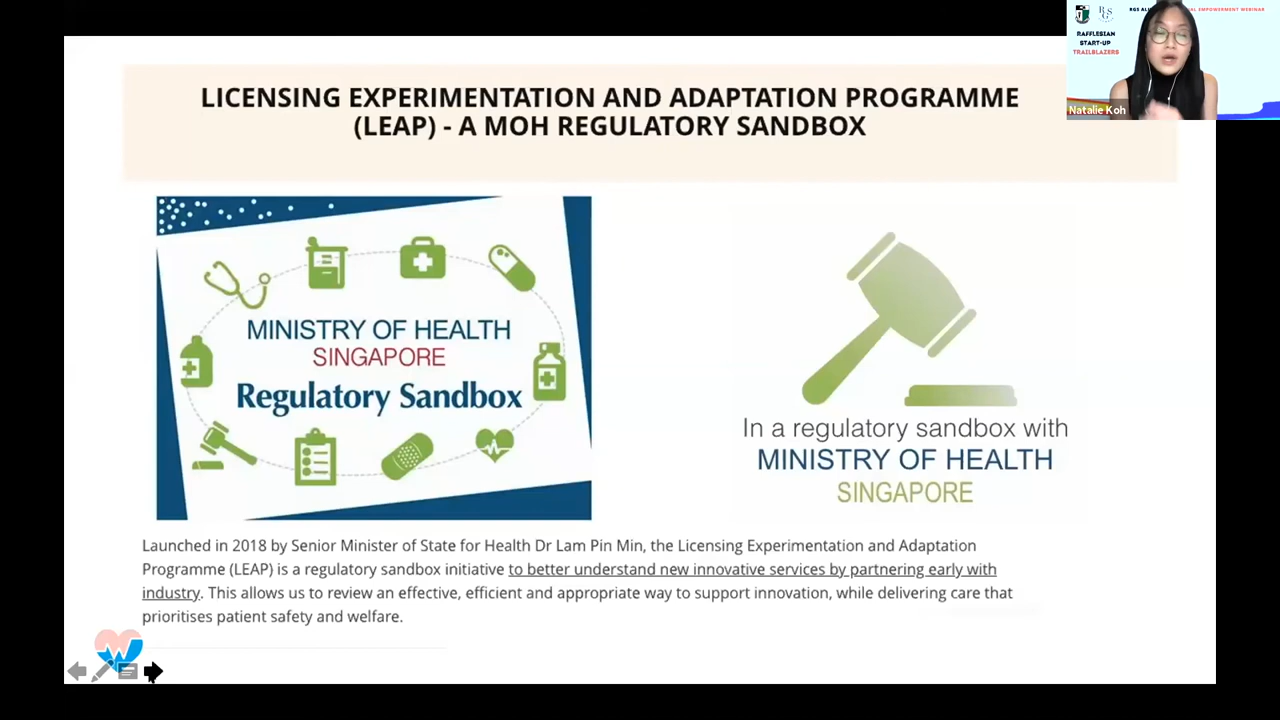 LICENSING EXPERIMENTATION AND ADAPTATION PROGRAMME
(LEAP) - A MOH REGULATORY SANDBOX
MINISTRY OF HEALTH
SINGAPORE
Regulatory Sandbox
In a regulatory sandbox with
MINISTRY OF HEALTH
SINGAPORE
Launched in 2018 by Senior Minister of State for Health Dr Lam Pin Min, the Licensing Experimentation and Adaptation
Programme (LEAP) is a regulatory sandbox initiative to better understand new innovative services by partnering early with
industry. This allows us to review an effective, efficient and appropriate way to support innovation, while delivering care that
prioritises patient safety and welfare.
RGS
EMPOWERMENT WEBINAR
RAFFLESIAN
START-UP
TRAILBLAZERS
Natalie Koh